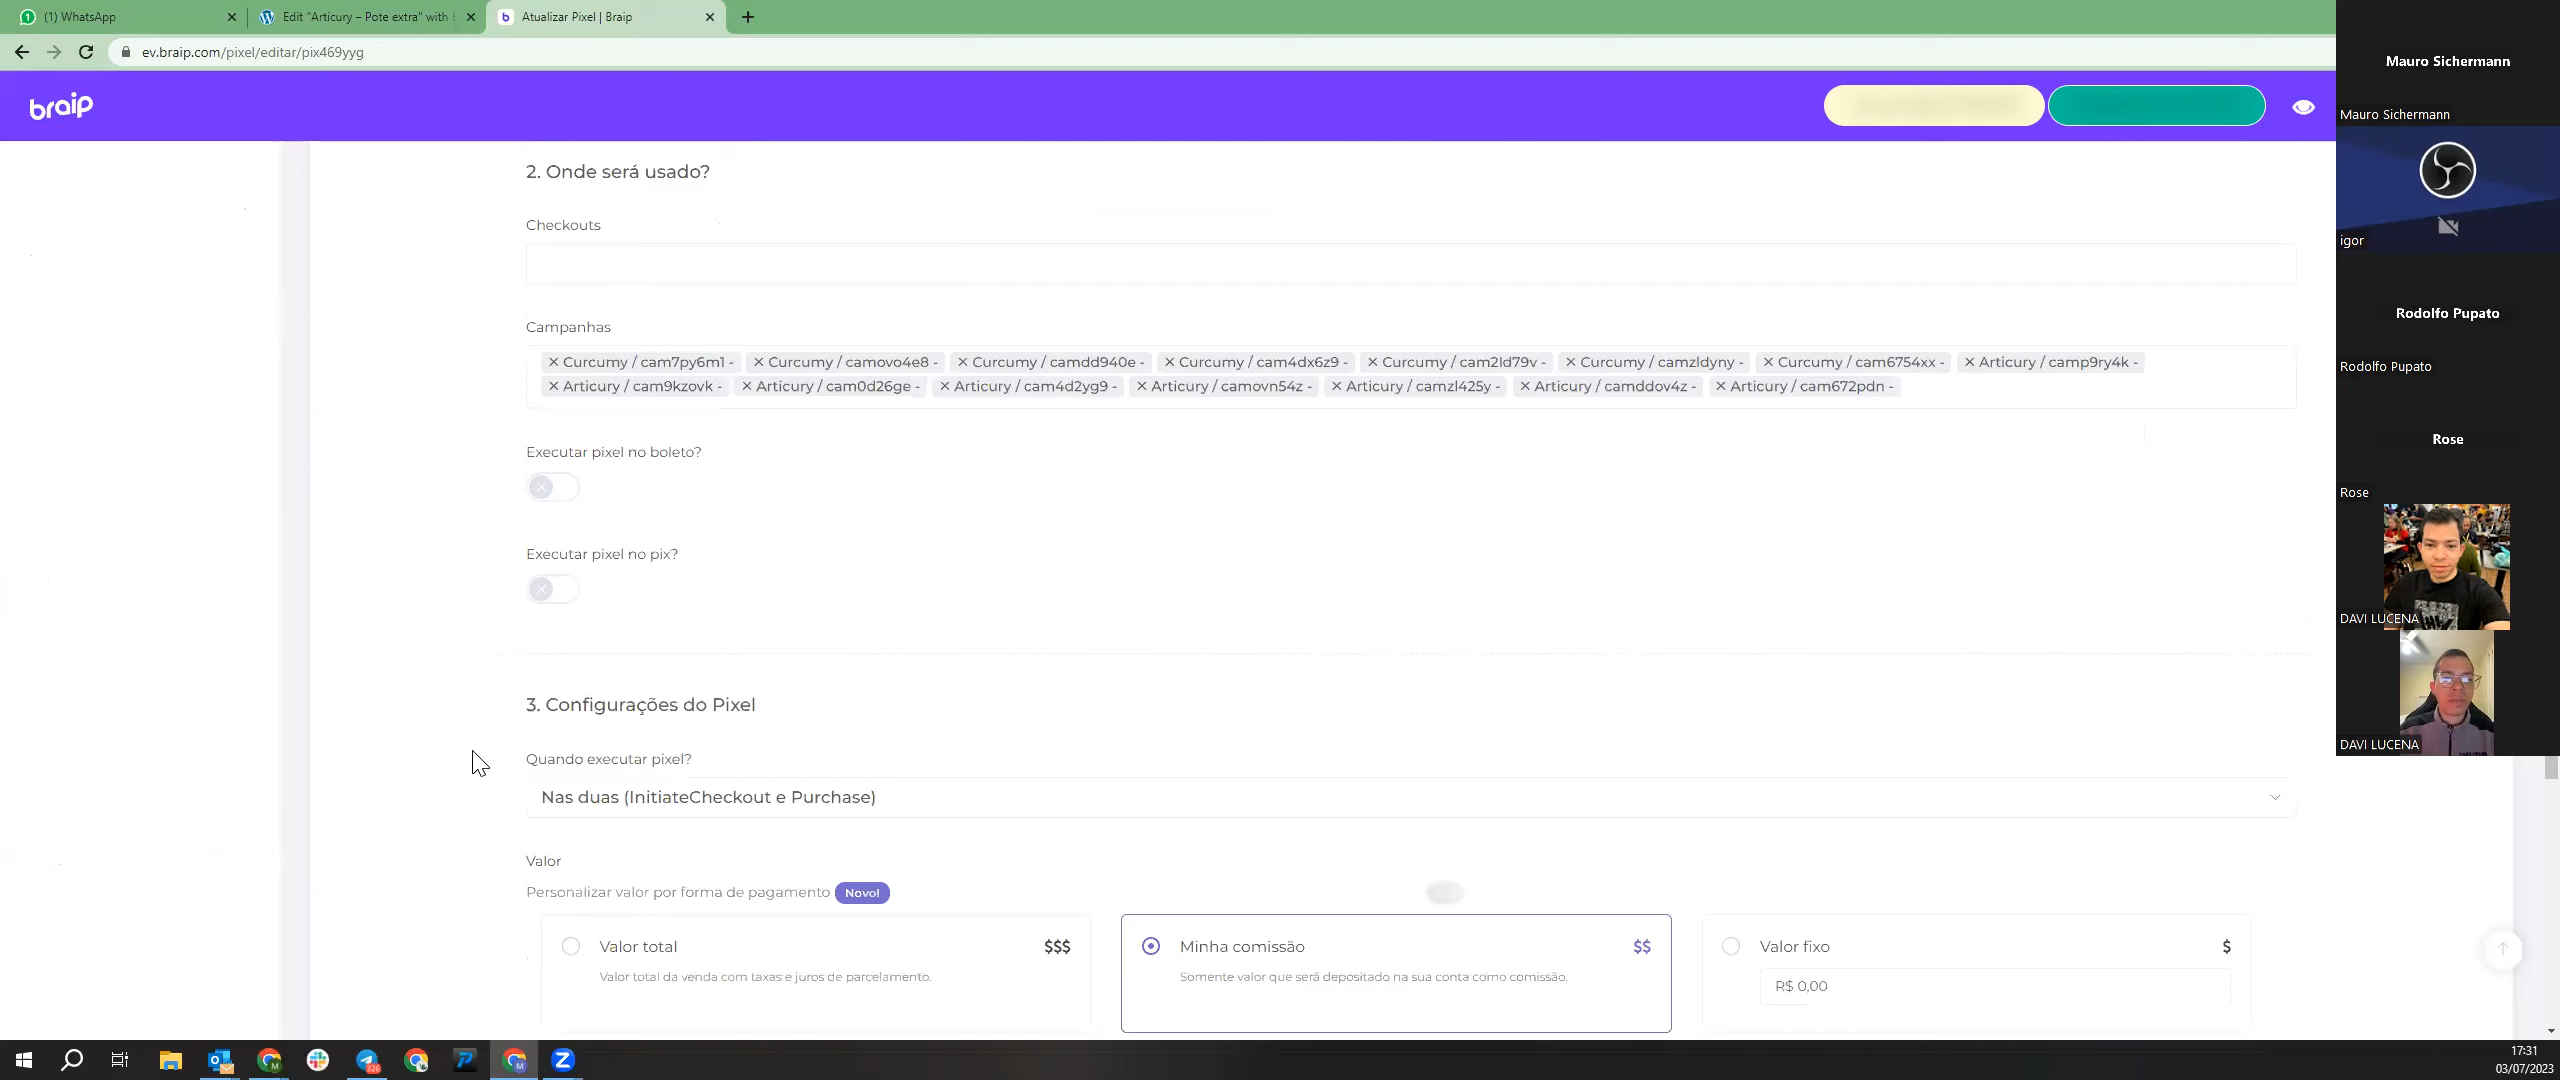 (1) WhatsApp
Edit "Articury – Pote extra" with E
Atualizar Pixel | Braip
ev.braip.com/pixel/editar/pix469yyg
braip
2. Onde será usado?
Checkouts
Campanhas
× Curcumy / cam7py6m1 - × Curcumy / camovo4e8 - × Curcumy / camdd940e - × Curcumy / cam4dx6z9 - × Curcumy / cam2ld79v - × Curcumy / camzldyny - × Curcumy / cam6754xx - × Articury / camp9ry4k -
× Articury / cam9kzovk - × Articury / cam0d26ge - × Articury / cam4d2yg9 - × Articury / camovn54z - × Articury / camzl425y - × Articury / camddov4z - × Articury / cam672pdn -
Executar pixel no boleto?
Executar pixel no pix?
3. Configurações do Pixel
Quando executar pixel?
Nas duas (InitiateCheckout e Purchase)
Valor
Personalizar valor por forma de pagamento Novo!
Valor total $$$
Valor total da venda com taxas e juros de parcelamento.
Minha comissão $$
Somente valor que será depositado na sua conta como comissão.
Valor fixo $
R$ 0,00
Mauro Sichermann
Mauro Sichermann
igor
Rodolfo Pupato
Rodolfo Pupato
Rose
Rose
DAVI LUCENA
DAVI LUCENA
326
17:31
03/07/2023